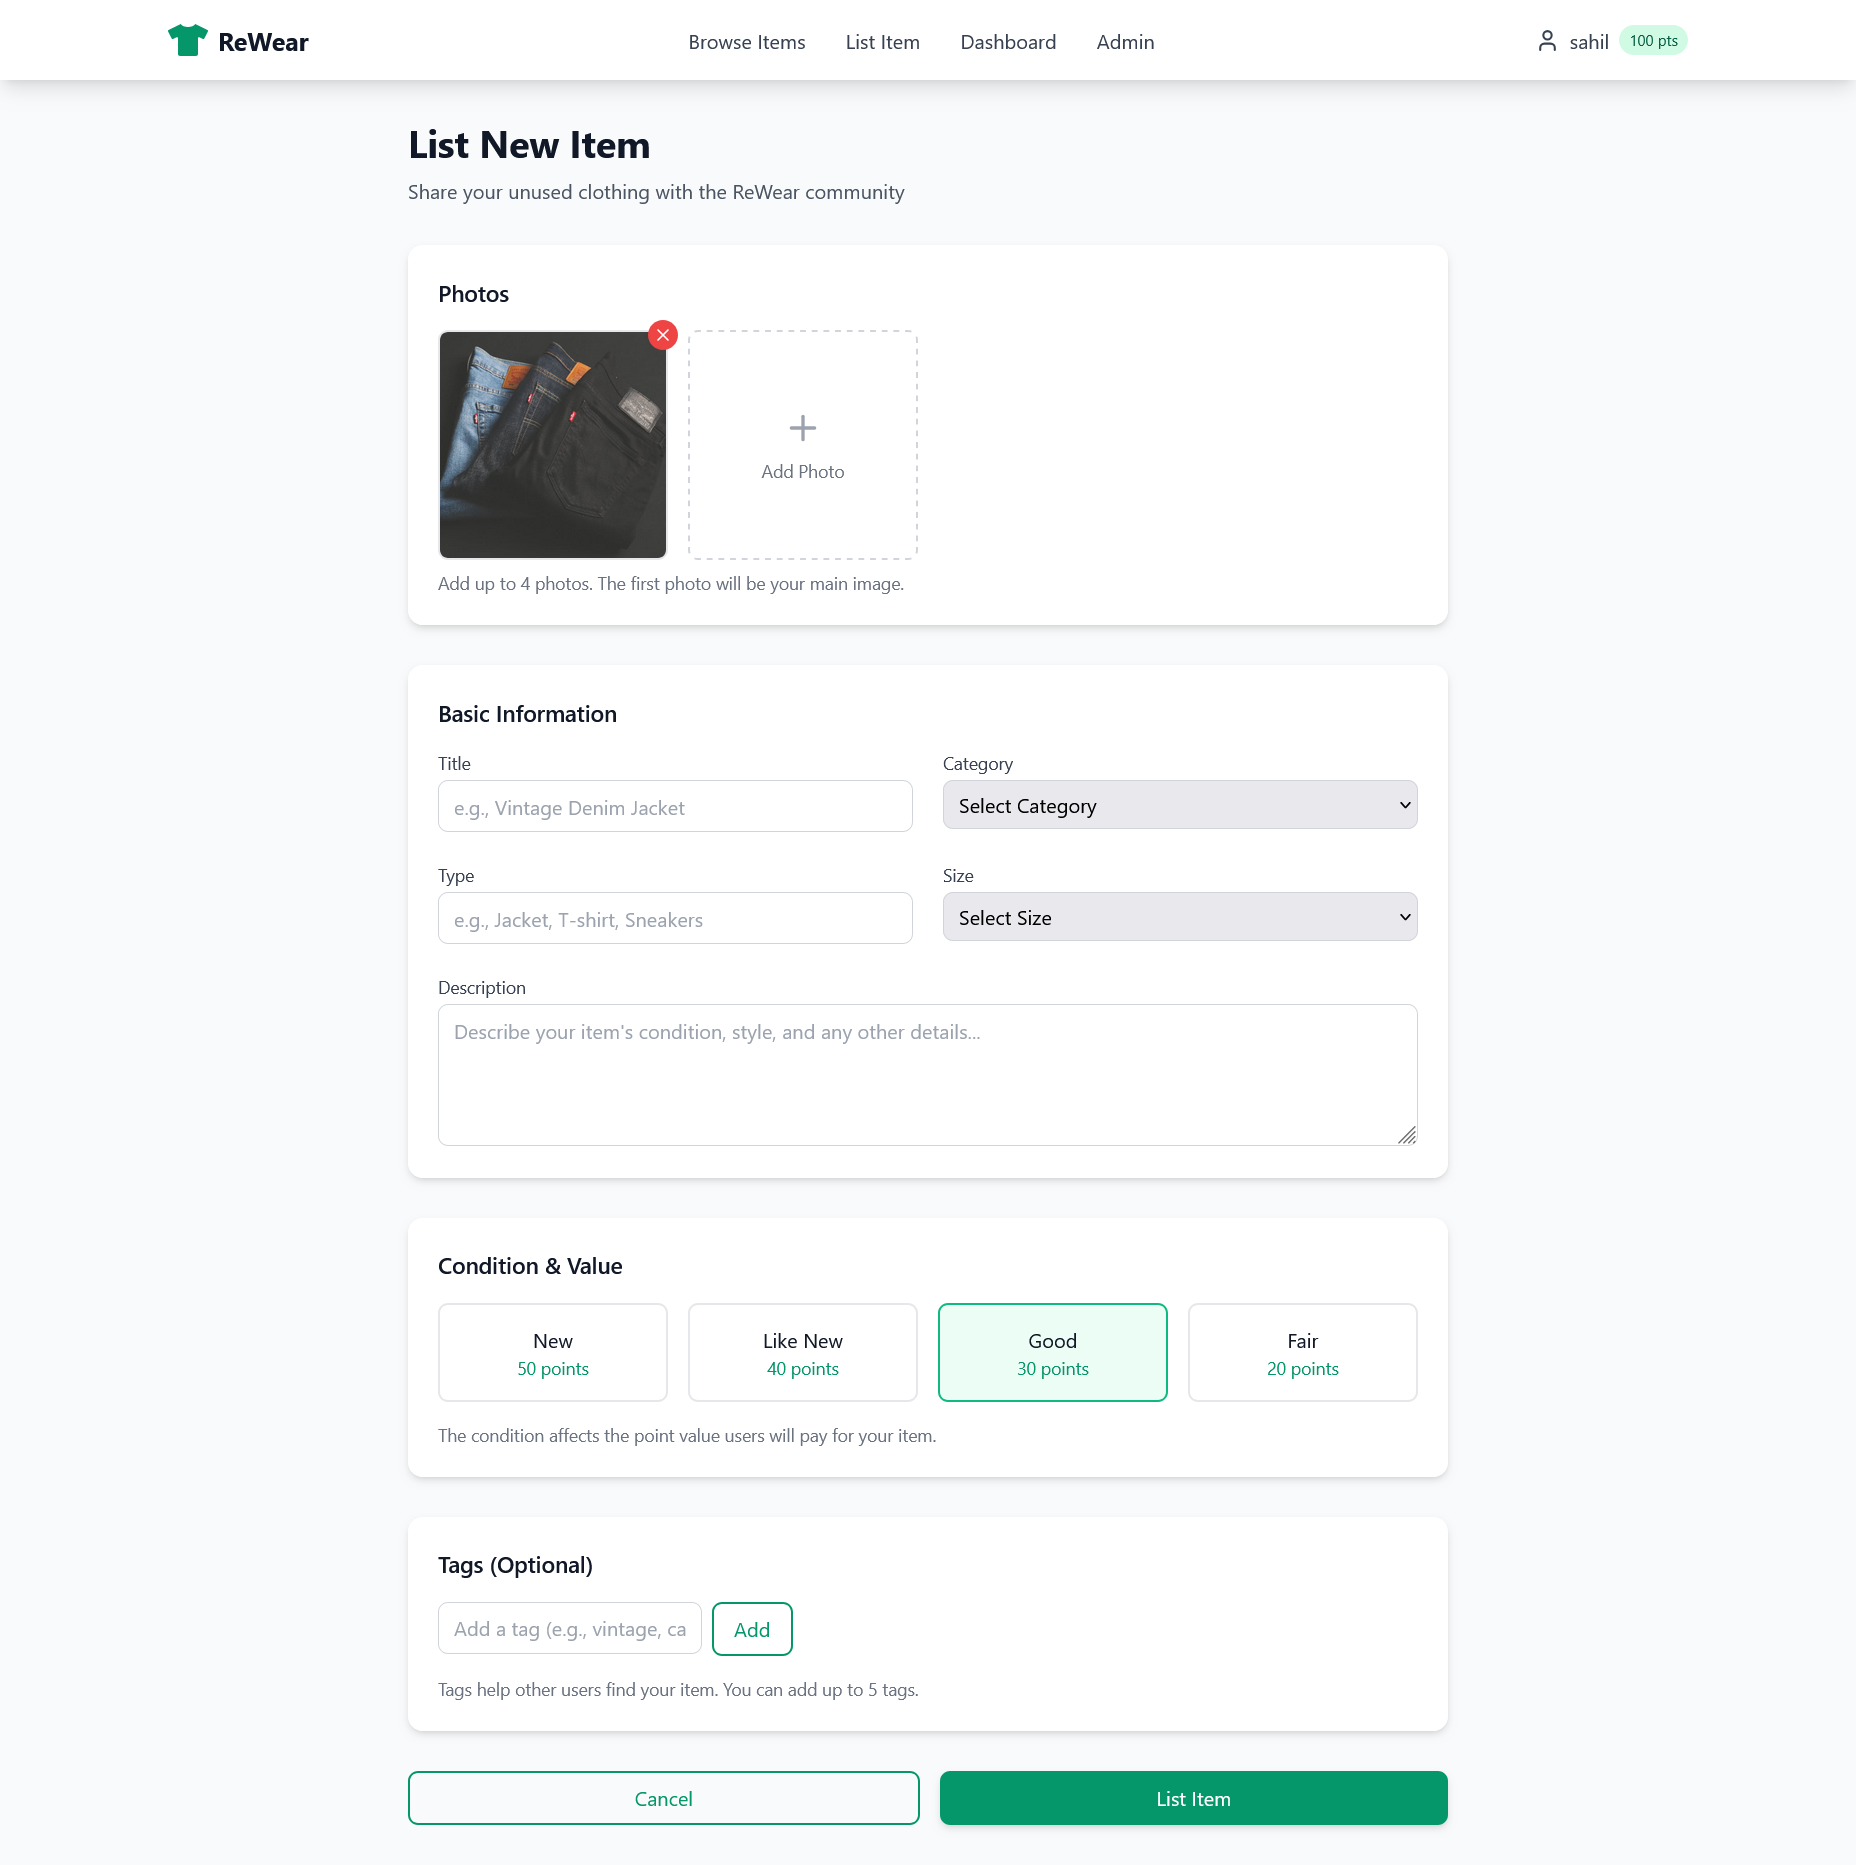 ReWear
Browse Items
List Item
Dashboard
Admin
sahil
100 pts
List New Item
Share your unused clothing with the ReWear community
Photos
Add Photo
Add up to 4 photos. The first photo will be your main image.
Basic Information
Title
Category
e.g., Vintage Denim Jacket
Select Category
Type
Size
e.g., Jacket, T-shirt, Sneakers
Select Size
Description
Describe your item's condition, style, and any other details...
Condition & Value
New
50 points
Like New
40 points
Good
30 points
Fair
20 points
The condition affects the point value users will pay for your item.
Tags (Optional)
Add a tag (e.g., vintage, ca
Add
Tags help other users find your item. You can add up to 5 tags.
Cancel
List Item